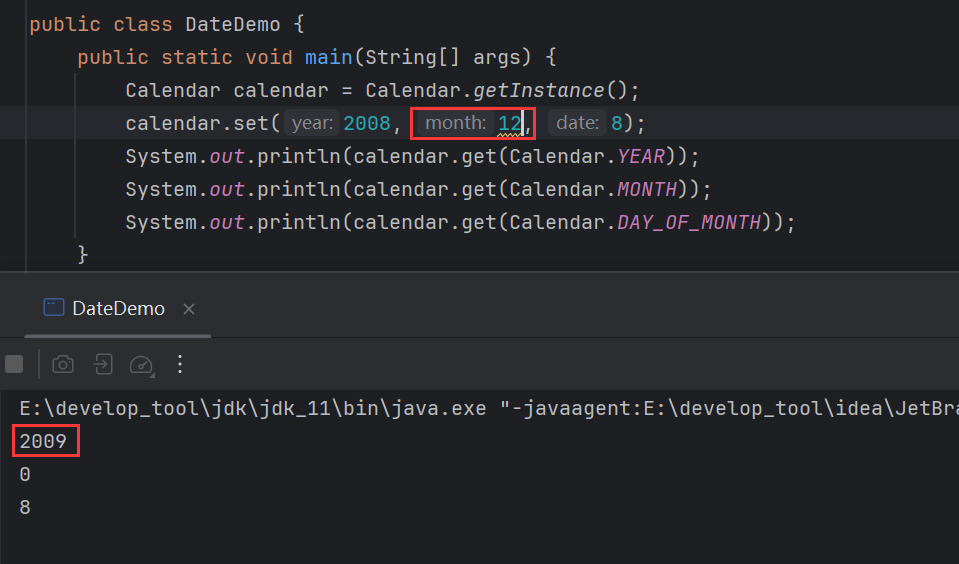 public class DateDemo {
public static void main(String[] args) {
Calendar calendar = Calendar.getInstance();
calendar.set( year: 2008, month: 12, date: 8);
System.out.println(calendar.get(Calendar.YEAR));
System.out.println(calendar.get(Calendar.MONTH));
System.out.println(calendar.get(Calendar.DAY_OF_MONTH));
}
DateDemo
E:\develop_tool\jdk\jdk_11\bin\java.exe "-javaagent:E:\develop_tool\idea\JetBra
2009
0
8